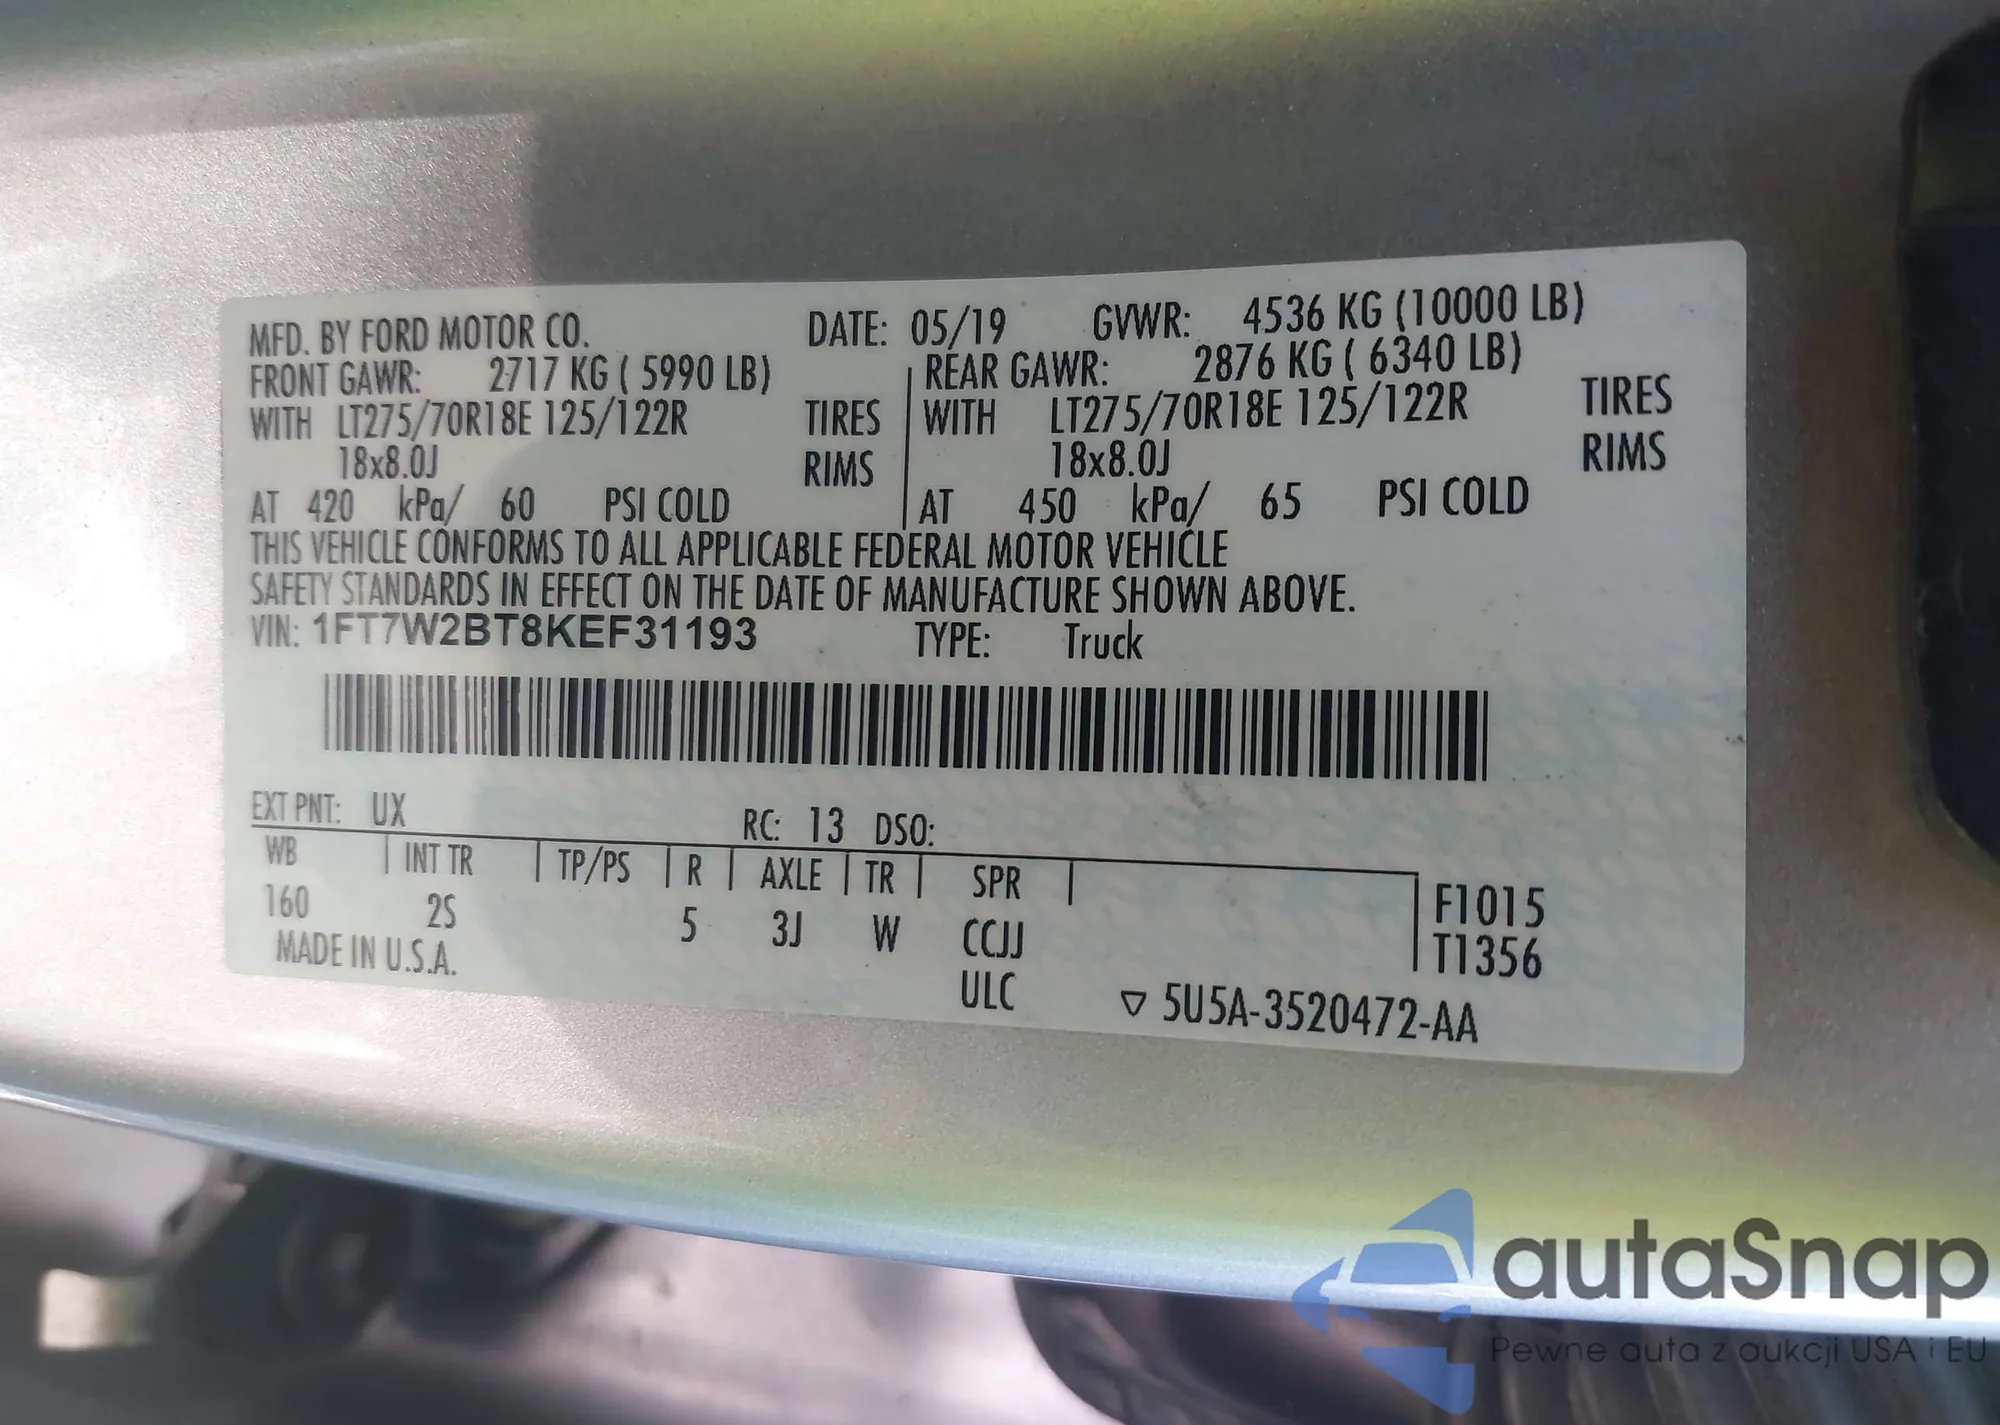 MFD. BY FORD MOTOR CO. DATE: 05/19 GVWR: 4536 KG (10000 LB)
FRONT GAWR: 2717 KG ( 5990 LB) REAR GAWR: 2876 KG ( 6340 LB)
WITH LT275/70R18E 125/122R TIRES WITH LT275/70R18E 125/122R TIRES
18x8.0J RIMS 18x8.0J RIMS
AT 420 kPa/ 60 PSI COLD AT 450 kPa/ 65 PSI COLD
THIS VEHICLE CONFORMS TO ALL APPLICABLE FEDERAL MOTOR VEHICLE
SAFETY STANDARDS IN EFFECT ON THE DATE OF MANUFACTURE SHOWN ABOVE.
VIN: 1FT7W2BT8KEF31193 TYPE: Truck
EXT PNT: UX RC: 13 DSO:
WB INT TR TP/PS R AXLE TR SPR
160 2S 5 3J W CCJJ F1015
MADE IN U.S.A. ULC T1356
▽ 5U5A-3520472-AA
autaSnap
Pewne auta z aukcji USA i EU